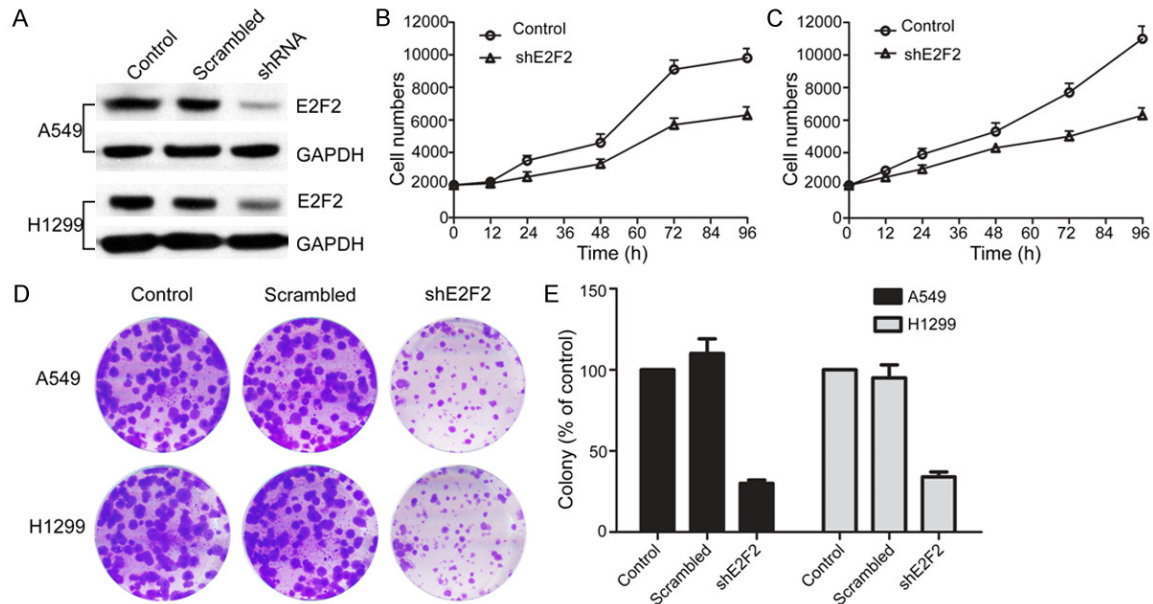 A
Control
Scrambled
shRNA
A549
E2F2
GAPDH
H1299
E2F2
GAPDH
B
Control
shE2F2
Cell numbers
12000
10000
8000
6000
4000
2000
0
0 12 24 36 48 60 72 84 96
Time (h)
C
Control
shE2F2
Cell numbers
12000
10000
8000
6000
4000
2000
0
0 12 24 36 48 60 72 84 96
Time (h)
D
Control Scrambled shE2F2
A549
H1299
E
A549
H1299
Colony (% of control)
150
100
50
0
Control Scrambled shE2F2 Control Scrambled shE2F2